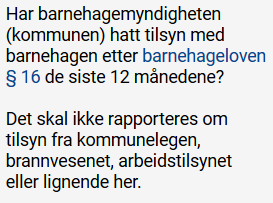 Har barnehagemyndigheten
(kommunen) hatt tilsyn med
barnehagen etter barnehageloven
§ 16 de siste 12 månedene?
Det skal ikke rapporteres om
tilsyn fra kommunelegen,
brannvesenet, arbeidstilsynet
eller lignende her.